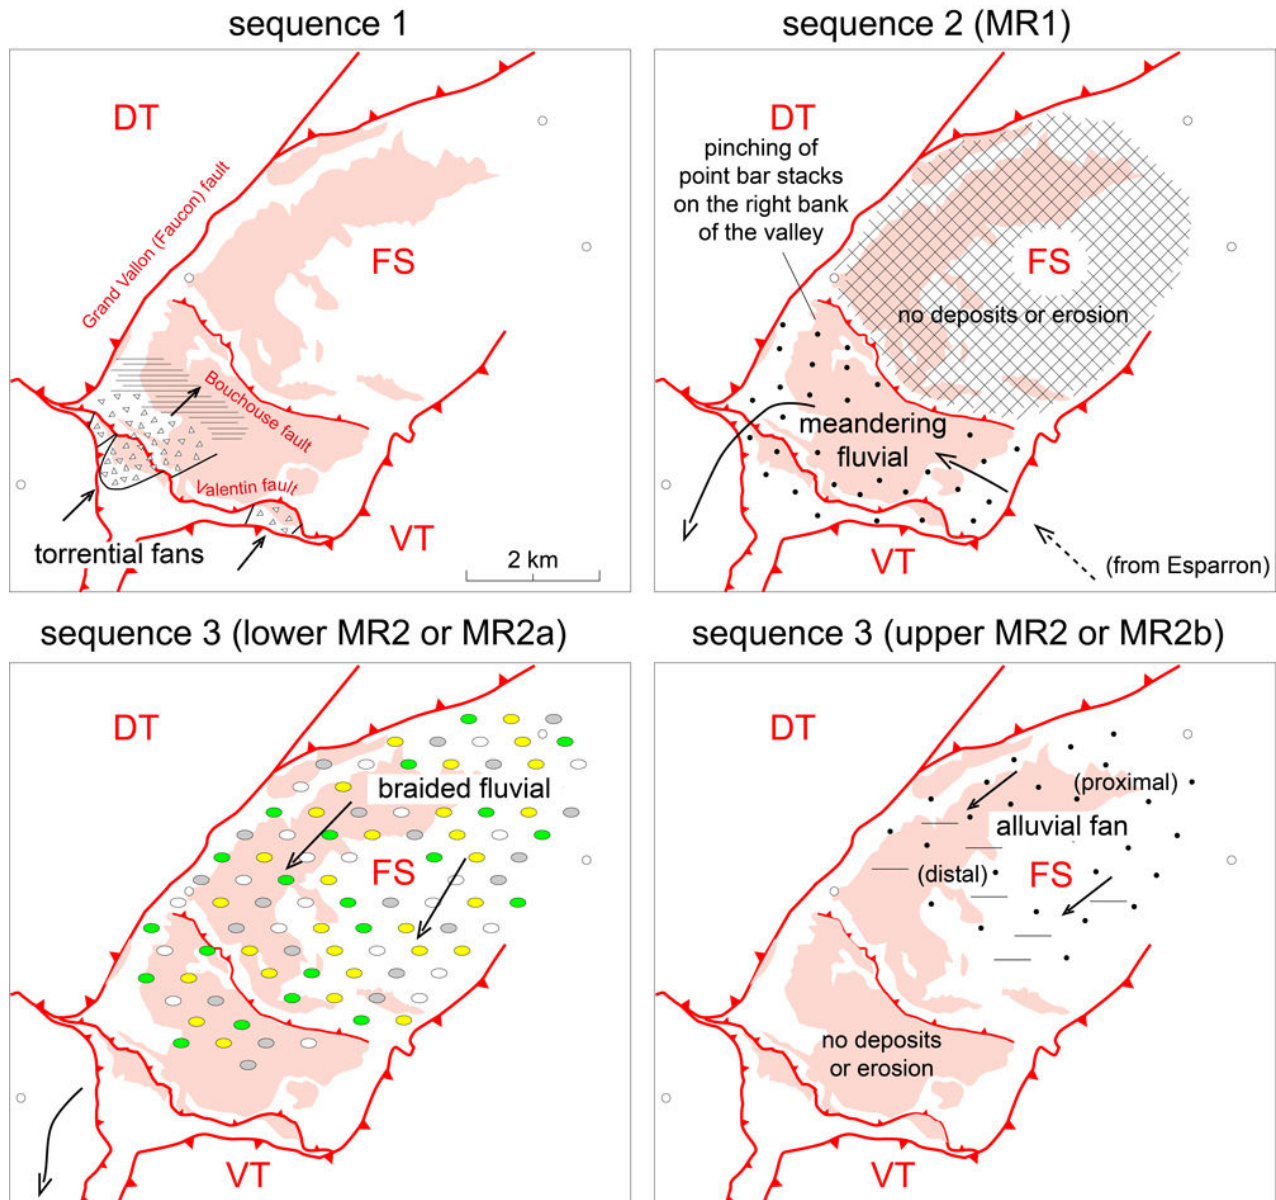 sequence 1
DT
Grand Vallon (Faucon) fault
FS
Bouchouse fault
Valentin fault
torrential fans
VT
2 km
sequence 2 (MR1)
DT
pinching of
point bar stacks
on the right bank
of the valley
FS
no deposits or erosion
meandering
fluvial
VT
(from Esparron)
sequence 3 (lower MR2 or MR2a)
DT
braided fluvial
FS
VT
sequence 3 (upper MR2 or MR2b)
DT
(proximal)
alluvial fan
(distal)
FS
no deposits
or erosion
VT